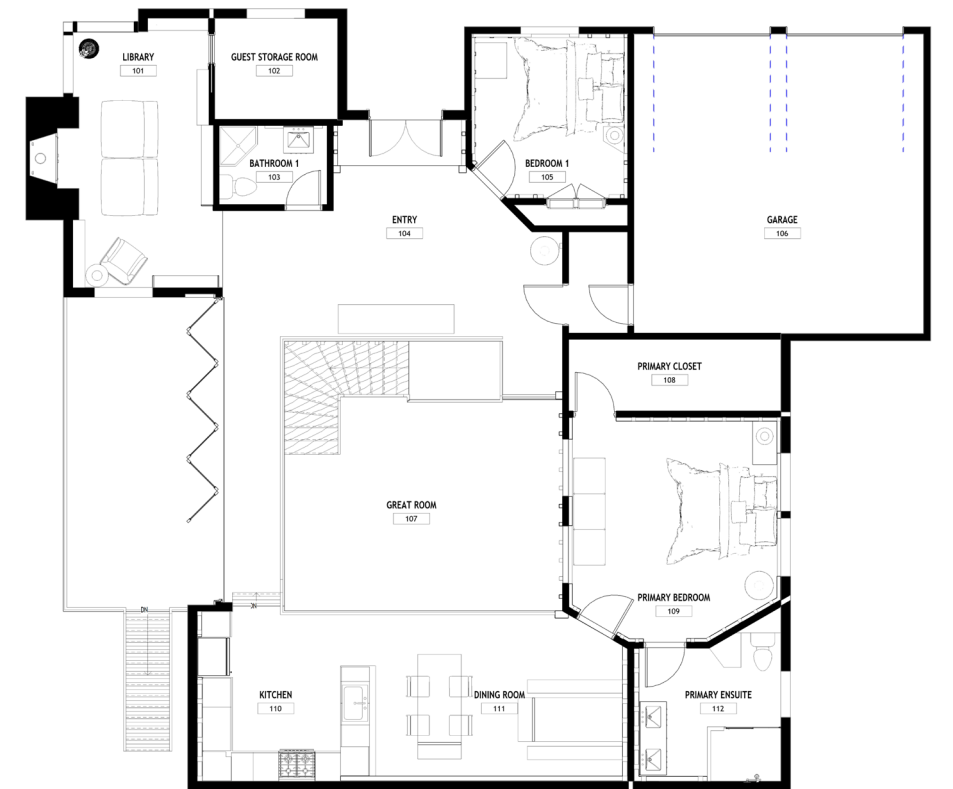 LIBRARY
101
GUEST STORAGE ROOM
102
BATHROOM 1
103
BEDROOM 1
105
ENTRY
104
GARAGE
106
PRIMARY CLOSET
108
GREAT ROOM
107
PRIMARY BEDROOM
109
DN
DN
KITCHEN
110
DINING ROOM
111
PRIMARY ENSUITE
112